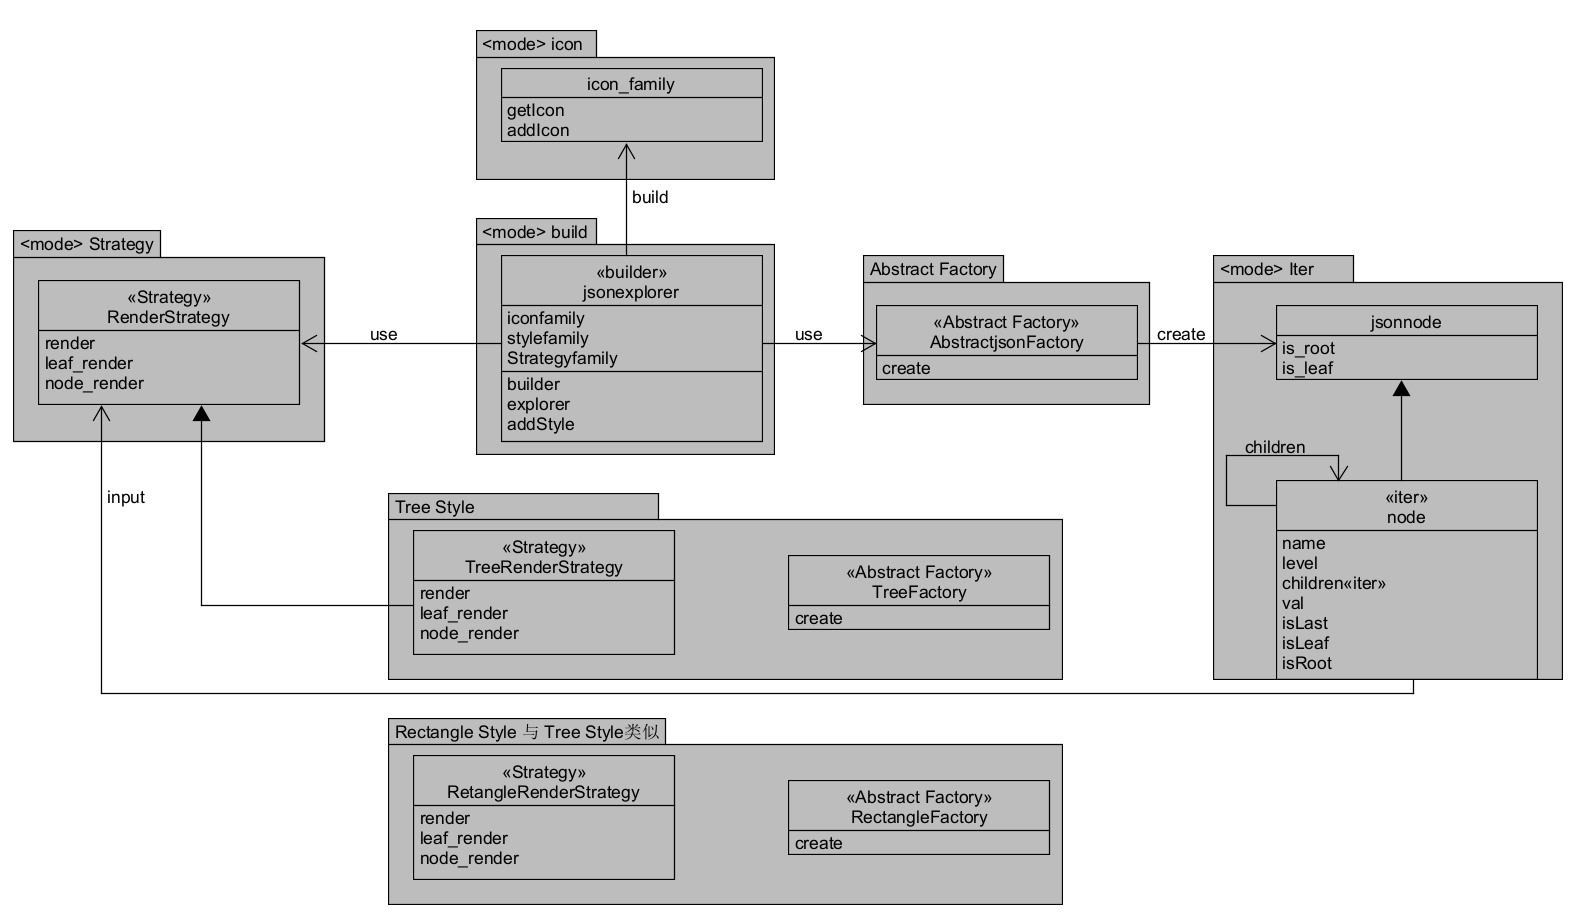 <mode> icon
icon_family
getIcon
addIcon
build
<mode> build
«builder»
jsonexplorer
iconfamily
stylefamily
Strategyfamily
builder
explorer
addStyle
<mode> Strategy
«Strategy»
RenderStrategy
render
leaf_render
node_render
use
use
Abstract Factory
«Abstract Factory»
AbstractjsonFactory
create
create
<mode> Iter
jsonnode
is_root
is_leaf
children
«iter»
node
name
level
children«iter»
val
isLast
isLeaf
isRoot
input
Tree Style
«Strategy»
TreeRenderStrategy
render
leaf_render
node_render
«Abstract Factory»
TreeFactory
create
Rectangle Style 与 Tree Style类似
«Strategy»
RetangleRenderStrategy
render
leaf_render
node_render
«Abstract Factory»
RectangleFactory
create